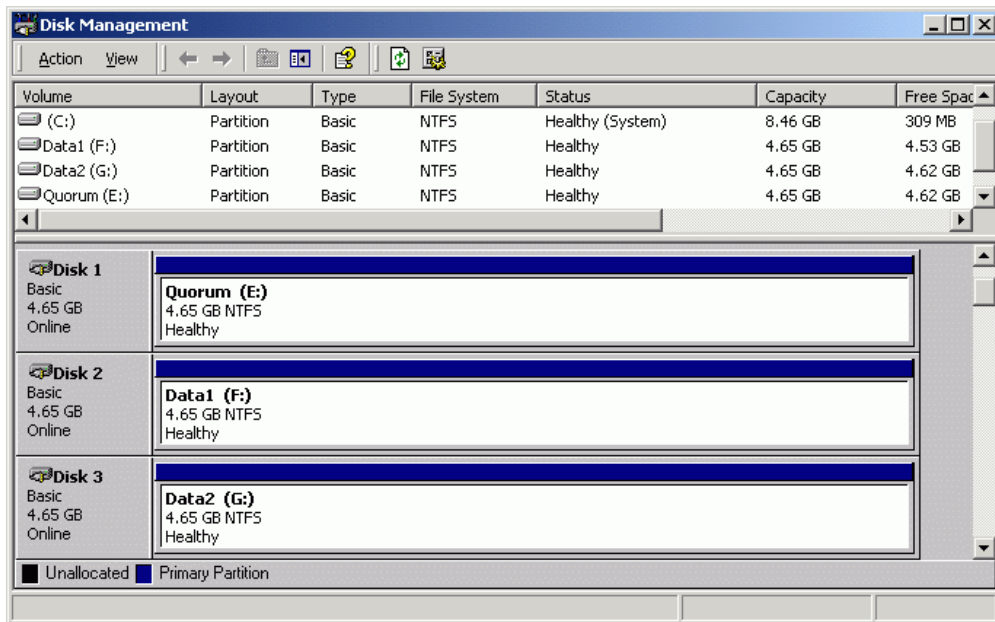 Disk Management
Action View
Volume Layout Type File System Status Capacity Free Spac
(C:) Partition Basic NTFS Healthy (System) 8.46 GB 309 MB
Data1 (F:) Partition Basic NTFS Healthy 4.65 GB 4.53 GB
Data2 (G:) Partition Basic NTFS Healthy 4.65 GB 4.62 GB
Quorum (E:) Partition Basic NTFS Healthy 4.65 GB 4.62 GB
Disk 1
Basic
4.65 GB
Online
Quorum (E:)
4.65 GB NTFS
Healthy
Disk 2
Basic
4.65 GB
Online
Data1 (F:)
4.65 GB NTFS
Healthy
Disk 3
Basic
4.65 GB
Online
Data2 (G:)
4.65 GB NTFS
Healthy
Unallocated Primary Partition